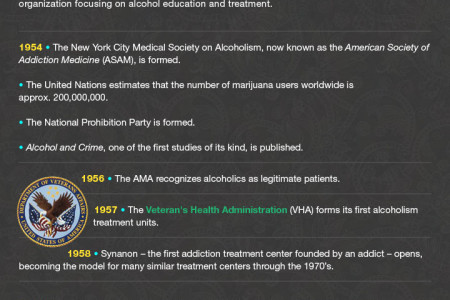 organization focusing on alcohol education and treatment.
1954 • The New York City Medical Society on Alcoholism, now known as the American Society of
Addiction Medicine (ASAM), is formed.
• The United Nations estimates that the number of marijuana users worldwide is
approx. 200,000,000.
• The National Prohibition Party is formed.
• Alcohol and Crime, one of the first studies of its kind, is published.
1956 • The AMA recognizes alcoholics as legitimate patients.
DEPARTMENT OF VETERANS AFFAIRS
UNITED STATES OF AMERICA
1957 • The Veteran's Health Administration (VHA) forms its first alcoholism
treatment units.
1958 • Synanon – the first addiction treatment center founded by an addict – opens,
becoming the model for many similar treatment centers through the 1970's.